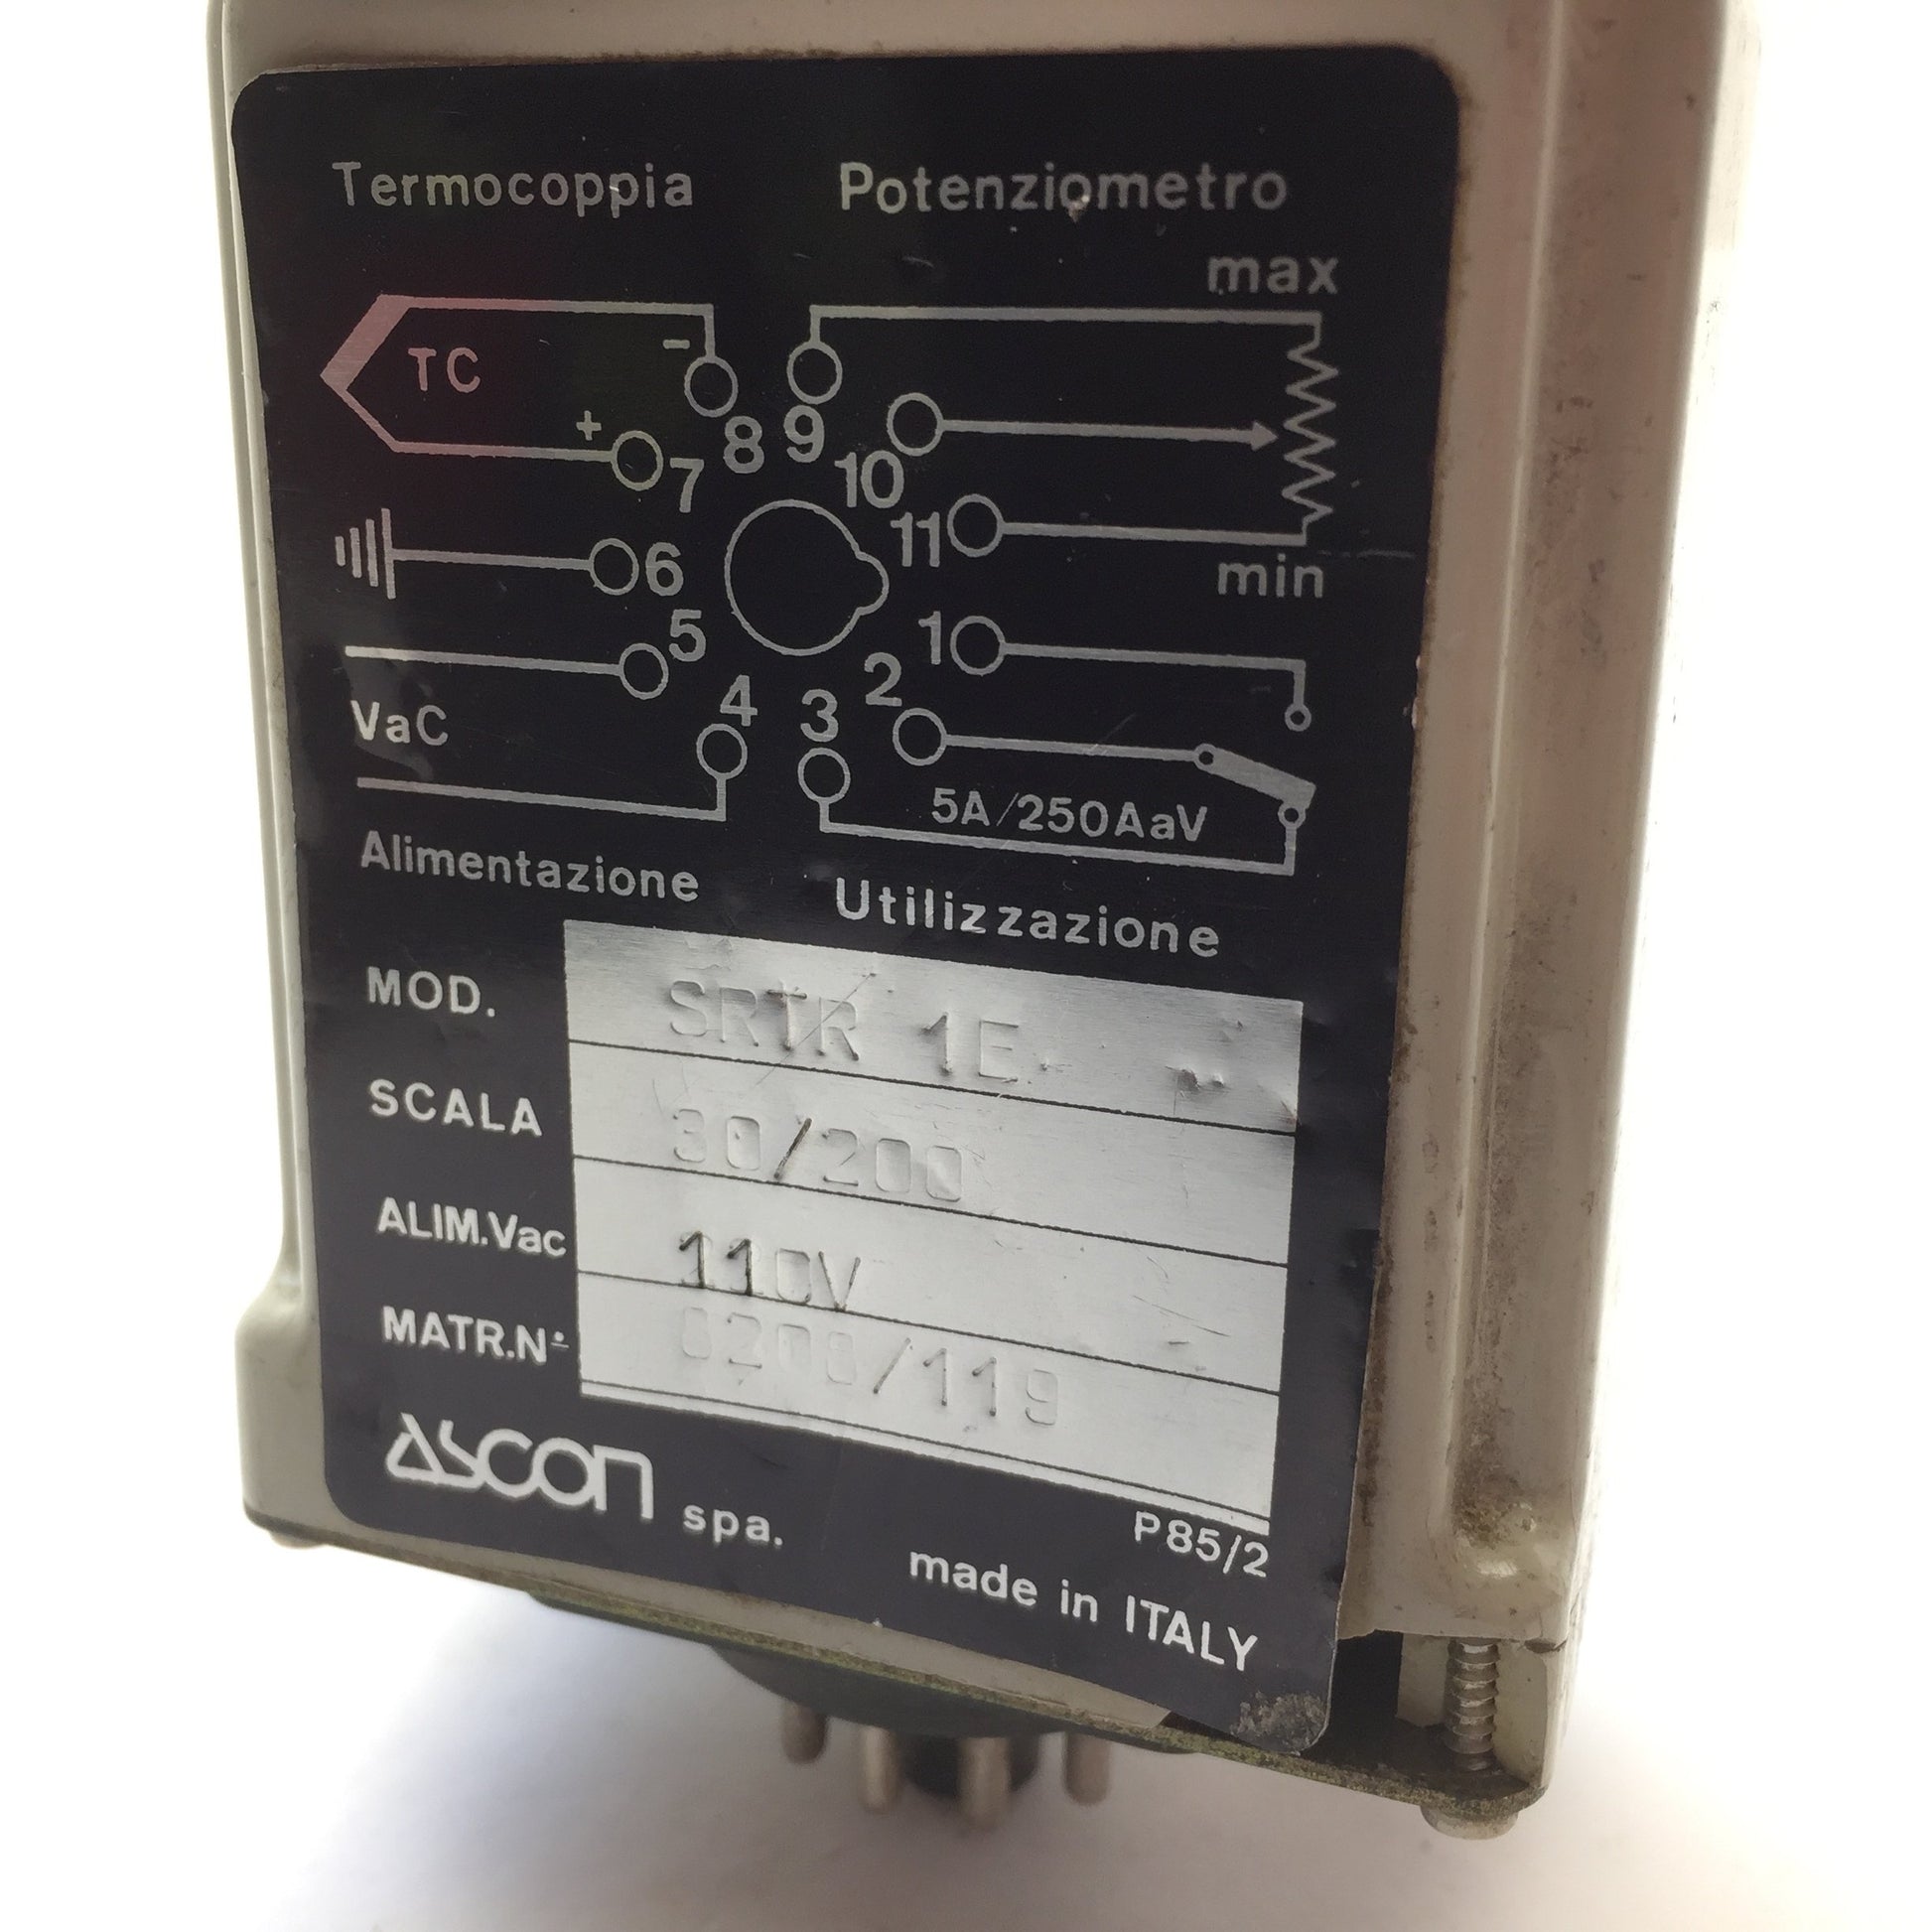 Termocoppia Potenziometro
max
TC
-
+
8 9
7 10
11
6
min
5 1
4 3 2
VaC
5A/250AaV
Alimentazione Utilizzazione
MOD. SRTR 1E
SCALA 30/200
ALIM.Vac 110V
MATR.N° 8208/119
ASCON spa.
P85/2
made in ITALY